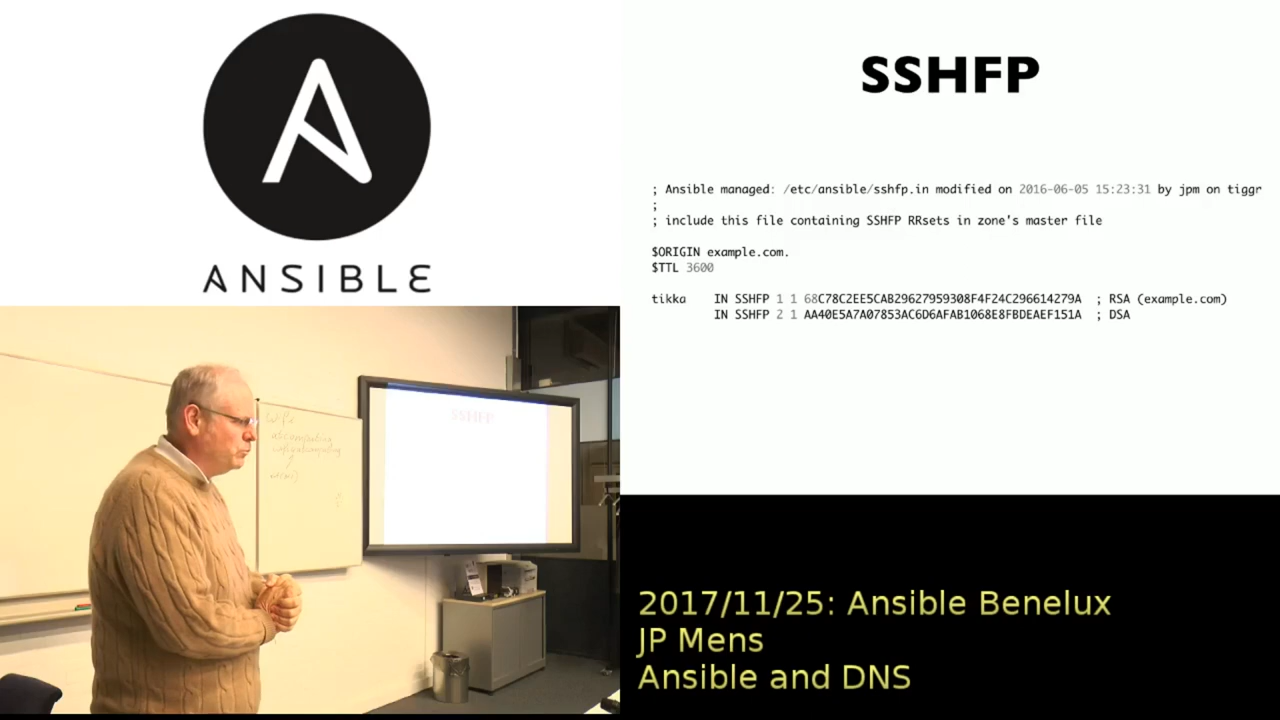 ANSIBLE
SSHFP
; Ansible managed: /etc/ansible/sshfp.in modified on 2016-06-05 15:23:31 by jpm on tiggr
;
; include this file containing SSHFP RRsets in zone's master file
$ORIGIN example.com.
$TTL 3600
tikka IN SSHFP 1 1 68C78C2EE5CAB29627959308F4F24C296614279A ; RSA (example.com)
IN SSHFP 2 1 AA40E5A7A07853AC6D6AFAB1068E8FBDEAEF151A ; DSA
SSHFP
2017/11/25: Ansible Benelux
JP Mens
Ansible and DNS